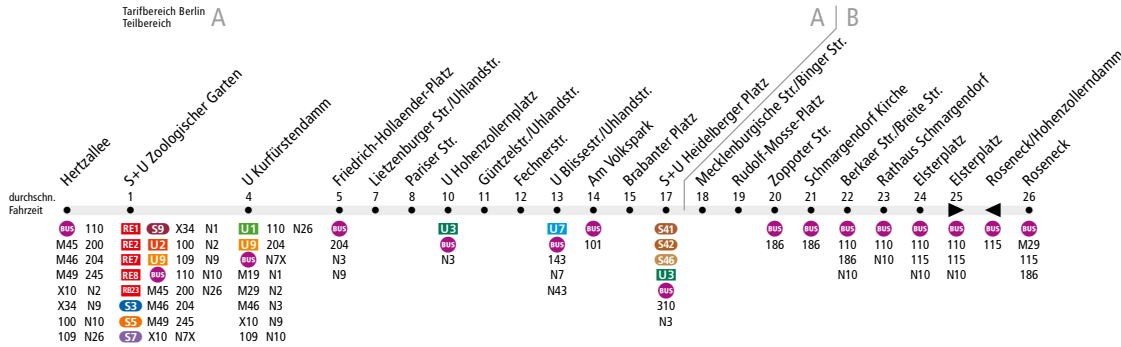 Tarifbereich Berlin
Teilbereich
A
A
B
Hertzallee
S+U Zoologischer Garten
U Kurfürstendamm
Friedrich-Hollaender-Platz
Lietzenburger Str./Uhlandstr.
Pariser Str.
U Hohenzollernplatz
Güntzelstr./Uhlandstr.
Fechnerstr.
U Blissestr./Uhlandstr.
Am Volkspark
Brabanter Platz
S+U Heidelberger Platz
Mecklenburgische Str./Binger Str.
Rudolf-Mosse-Platz
Zoppoter Str.
Schmargendorf Kirche
Berkaer Str./Breite Str.
Rathaus Schmargendorf
Elsterplatz
Elsterplatz
Roseneck/Hohenzollerndamm
Roseneck
durchschn. 1 4 5 7 8 10 11 12 13 14 15 17 18 19 20 21 22 23 24 25 26
Fahrzeit
BUS 110
M45 200
M46 204
M49 245
X10 N2
X34 N9
100 N10
109 N26
RE1 S9 X34 N1
RE2 U2 100 N2
RE7 U9 109 N9
RE8 BUS 110 N10
RB23 M45 200 N26
S3 M46 204
S5 M49 245
S7 X10 N7X
U1 110 N26
U9 204
BUS N7X
M19 N1
M29 N2
M46 N3
X10 N9
109 N10
BUS
204
N3
N9
U3
BUS
N3
U7
BUS
143
N7
N43
BUS
101
S41
S42
S46
U3
BUS
310
N3
BUS
186
BUS
186
BUS
110
186
N10
BUS
110
N10
BUS
110
115
N10
BUS
110
115
N10
BUS
115
BUS
M29
115
186